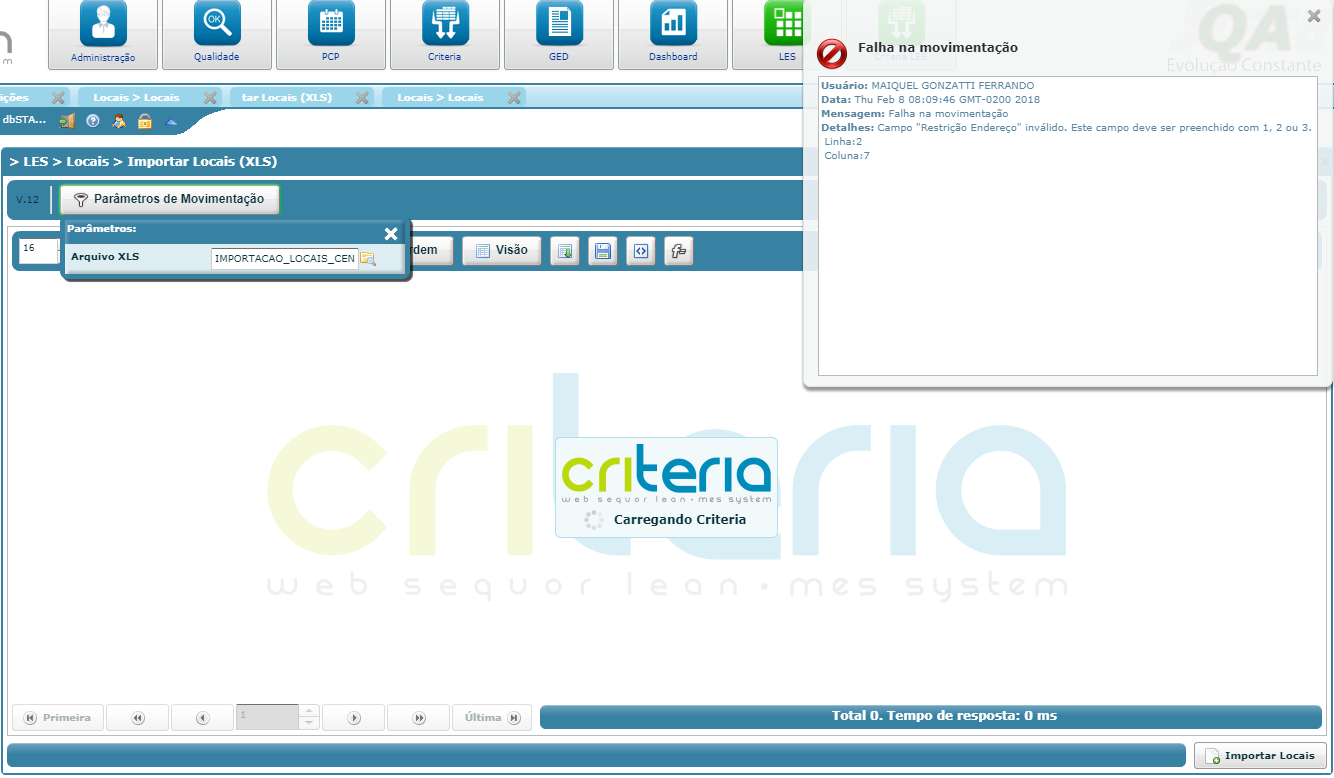 Administração
Qualidade
PCP
Criteria
GED
Dashboard
LES
Criteria LES
QA
Evolução Constante
Falha na movimentação
Usuário: MAIQUEL GONZATTI FERRANDO
Data: Thu Feb 8 08:09:46 GMT-0200 2018
Mensagem: Falha na movimentação
Detalhes: Campo "Restrição Endereço" inválido. Este campo deve ser preenchido com 1, 2 ou 3.
Linha:2
Coluna:7
ições
Locais > Locais
tar Locais (XLS)
Locais > Locais
dbSTA...
> LES > Locais > Importar Locais (XLS)
V.12
Parâmetros de Movimentação
Parâmetros:
Arquivo XLS
IMPORTACAO_LOCAIS_CEN
16
rdem
Visão
criteria
web sequor lean·mes system
Carregando Criteria
criteria
web sequor lean·mes system
Primeira
1
Última
Total 0. Tempo de resposta: 0 ms
Importar Locais